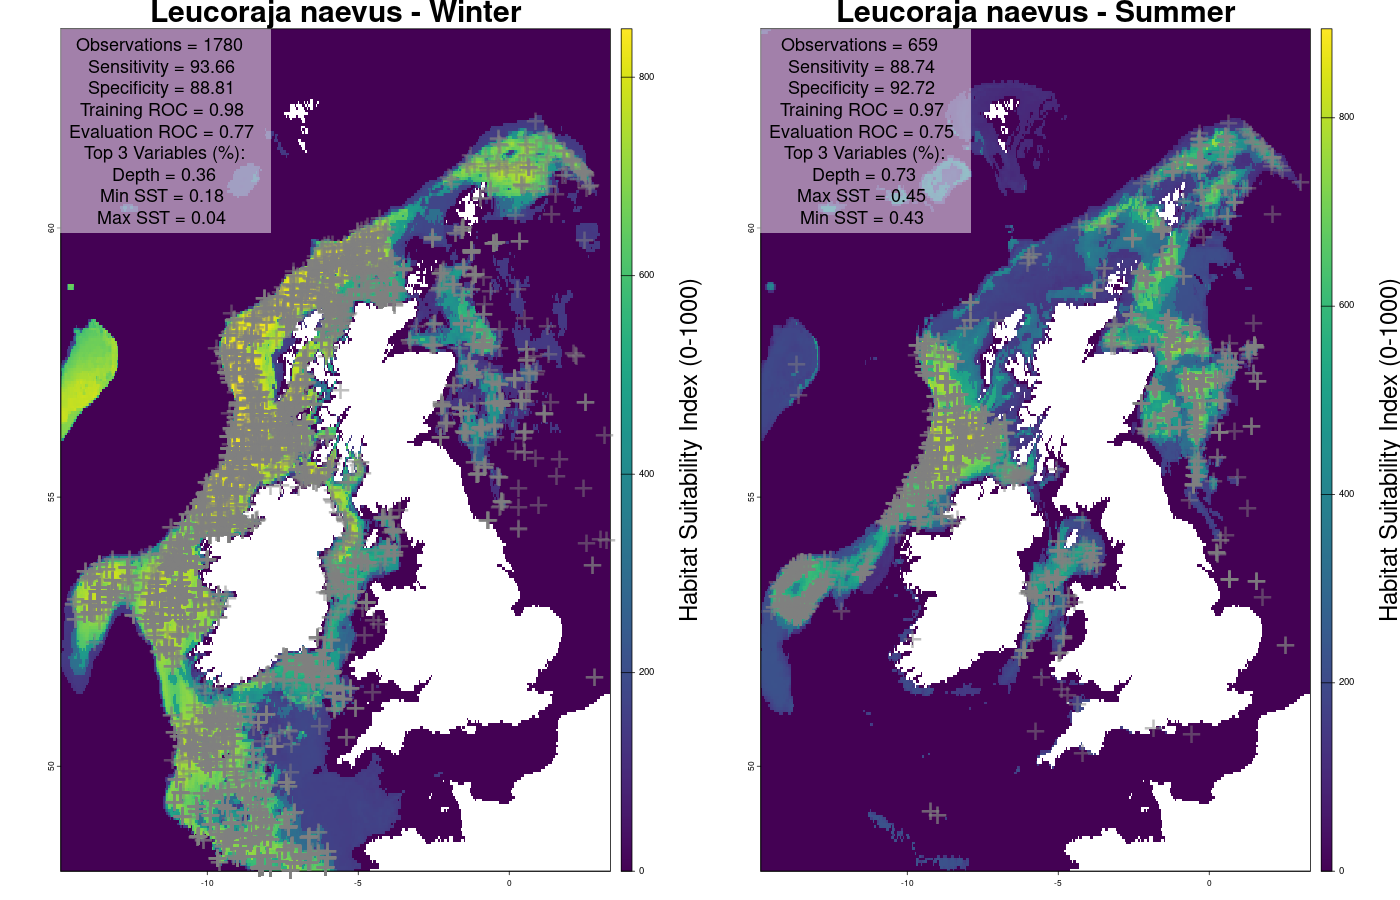 Leucoraja naevus - Winter
Observations = 1780
Sensitivity = 93.66
Specificity = 88.81
Training ROC = 0.98
Evaluation ROC = 0.77
Top 3 Variables (%):
Depth = 0.36
Min SST = 0.18
Max SST = 0.04
60
55
50
-10
-5
0
800
600
400
200
0
Habitat Suitability Index (0-1000)
Leucoraja naevus - Summer
Observations = 659
Sensitivity = 88.74
Specificity = 92.72
Training ROC = 0.97
Evaluation ROC = 0.75
Top 3 Variables (%):
Depth = 0.73
Max SST = 0.45
Min SST = 0.43
60
55
50
-10
-5
0
800
600
400
200
0
Habitat Suitability Index (0-1000)